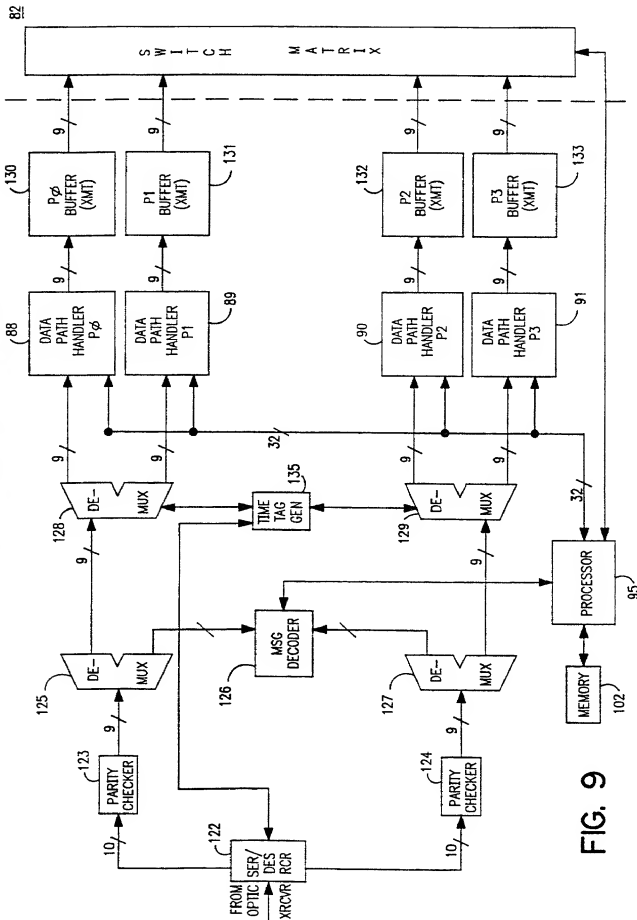 82
SWITCH MATRIX
9
9
9
9
130
PØ
BUFFER
(XMT)
131
P1
BUFFER
(XMT)
132
P2
BUFFER
(XMT)
133
P3
BUFFER
(XMT)
9
9
9
9
88
DATA
PATH
HANDLER
PØ
89
DATA
PATH
HANDLER
P1
90
DATA
PATH
HANDLER
P2
91
DATA
PATH
HANDLER
P3
9
9
9
9
32
32
128
DE-
MUX
135
TIME
TAG
GEN
129
DE-
MUX
9
9
PROCESSOR
95
MEMORY
102
125
DE-
MUX
MSG
DECODER
126
127
DE-
MUX
9
9
123
PARITY
CHECKER
124
PARITY
CHECKER
10
10
122
SER/
DES
RCR
FROM
OPTIC
XRCVR
FIG. 9